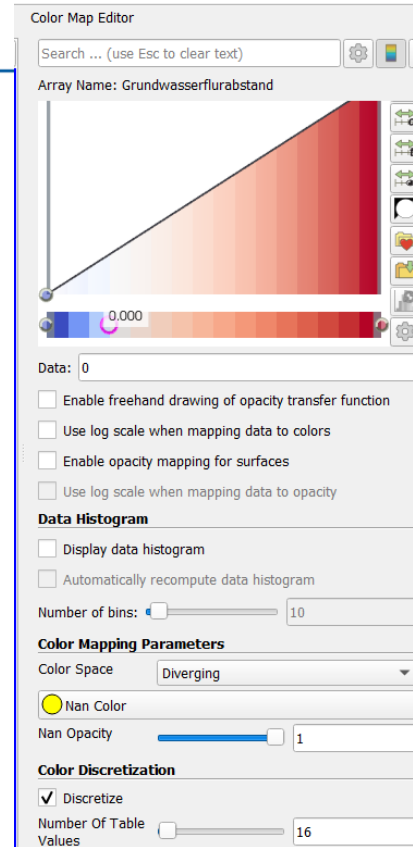 Color Map Editor
Search ... (use Esc to clear text)
Array Name: Grundwasserflurabstand
0.000
Data: 0
Enable freehand drawing of opacity transfer function
Use log scale when mapping data to colors
Enable opacity mapping for surfaces
Use log scale when mapping data to opacity
Data Histogram
Display data histogram
Automatically recompute data histogram
Number of bins: 10
Color Mapping Parameters
Color Space Diverging
Nan Color
Nan Opacity 1
Color Discretization
Discretize
Number Of Table
Values 16